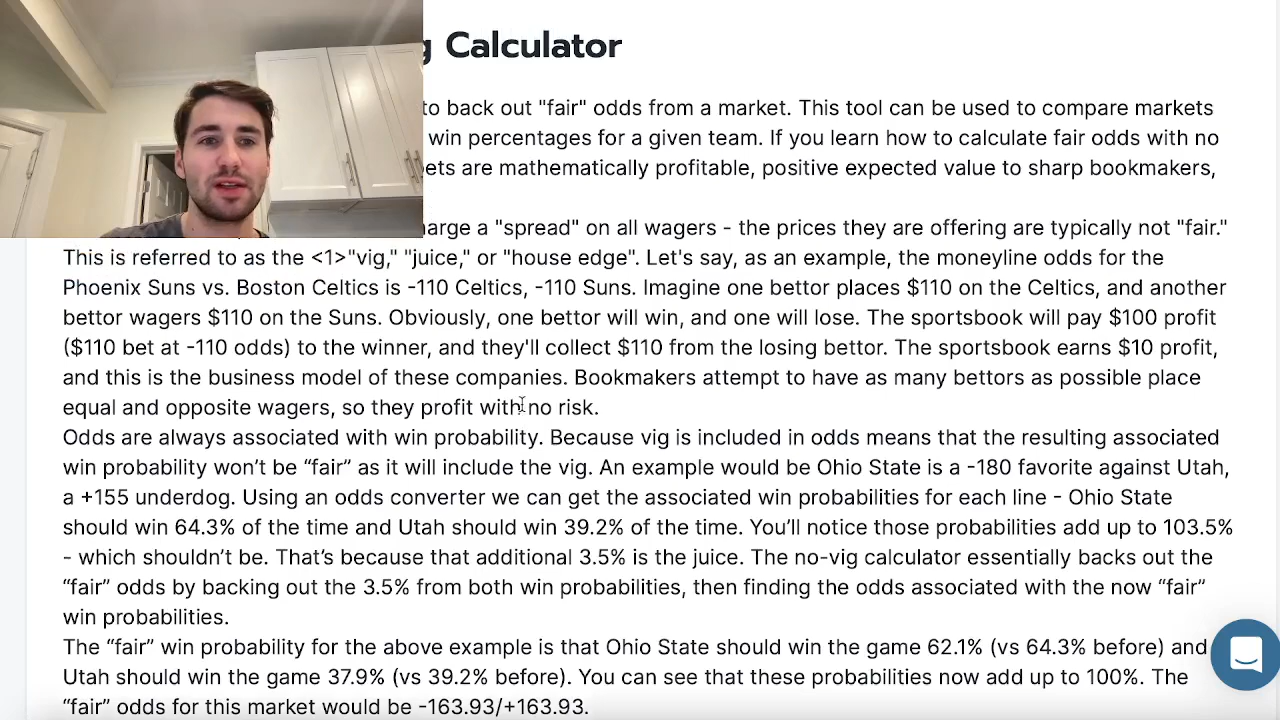 g Calculator
to back out "fair" odds from a market. This tool can be used to compare markets
win percentages for a given team. If you learn how to calculate fair odds with no
ets are mathematically profitable, positive expected value to sharp bookmakers,
harge a "spread" on all wagers - the prices they are offering are typically not "fair."
This is referred to as the <1>"vig," "juice," or "house edge". Let's say, as an example, the moneyline odds for the
Phoenix Suns vs. Boston Celtics is -110 Celtics, -110 Suns. Imagine one bettor places $110 on the Celtics, and another
bettor wagers $110 on the Suns. Obviously, one bettor will win, and one will lose. The sportsbook will pay $100 profit
($110 bet at -110 odds) to the winner, and they'll collect $110 from the losing bettor. The sportsbook earns $10 profit,
and this is the business model of these companies. Bookmakers attempt to have as many bettors as possible place
equal and opposite wagers, so they profit with no risk.
Odds are always associated with win probability. Because vig is included in odds means that the resulting associated
win probability won’t be “fair” as it will include the vig. An example would be Ohio State is a -180 favorite against Utah,
a +155 underdog. Using an odds converter we can get the associated win probabilities for each line - Ohio State
should win 64.3% of the time and Utah should win 39.2% of the time. You’ll notice those probabilities add up to 103.5%
- which shouldn’t be. That’s because that additional 3.5% is the juice. The no-vig calculator essentially backs out the
“fair” odds by backing out the 3.5% from both win probabilities, then finding the odds associated with the now “fair”
win probabilities.
The “fair” win probability for the above example is that Ohio State should win the game 62.1% (vs 64.3% before) and
Utah should win the game 37.9% (vs 39.2% before). You can see that these probabilities now add up to 100%. The
“fair” odds for this market would be -163.93/+163.93.